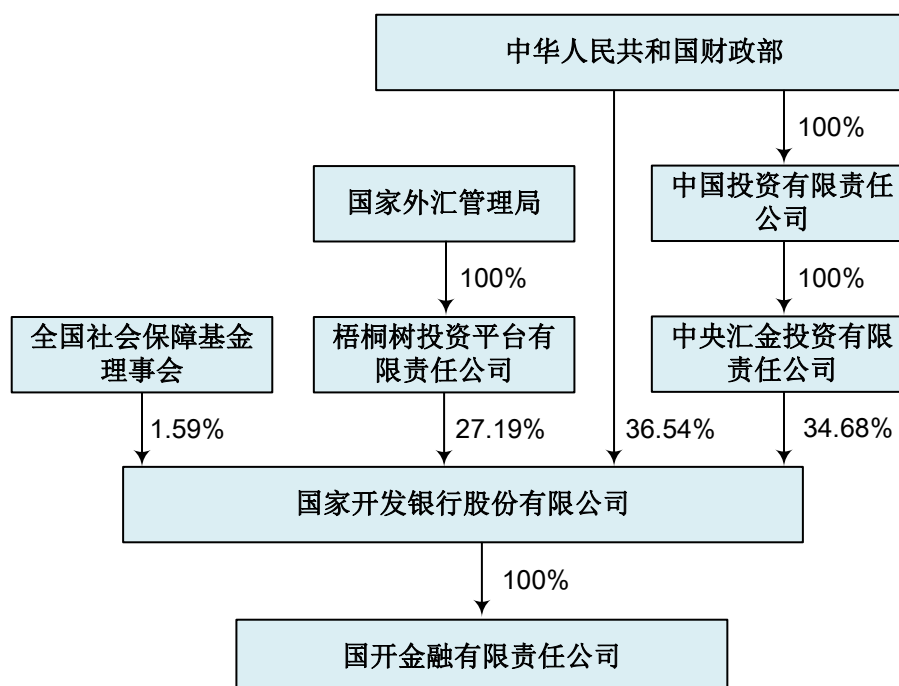 中华人民共和国财政部
100%
国家外汇管理局
中国投资有限责任
公司
100%
100%
全国社会保障基金
理事会
梧桐树投资平台有
限责任公司
中央汇金投资有限
责任公司
1.59%
27.19%
36.54%
34.68%
国家开发银行股份有限公司
100%
国开金融有限责任公司